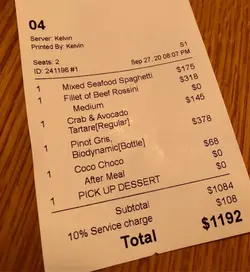 04
Server: Kelvin
Printed By: Kelvin
S1
Seats: 2 Sep 27, 20 08:07 PM
ID: 241196 #1
1 Mixed Seafood Spaghetti $175
1 Fillet of Beef Rossini $318
Medium $0
1 Crab & Avocado $145
Tartare[Regular]
1 Pinot Gris, $378
Biodynamic[Bottle]
1 Coco Choco $68
After Meal $0
1 PICK UP DESSERT $0
Subtotal $1084
10% Service charge $108
Total $1192